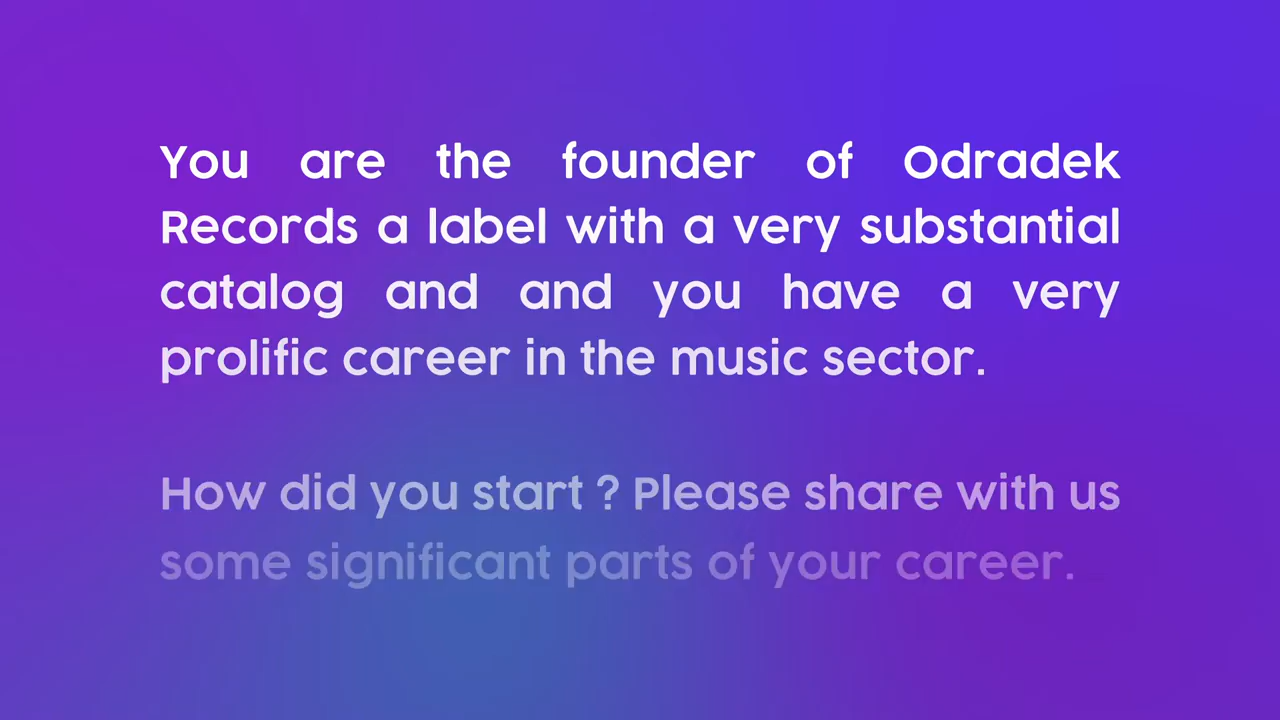 You are the founder of Odradek
Records a label with a very substantial
catalog and and you have a very
prolific career in the music sector.
How did you start ? Please share with us
some significant parts of your career.